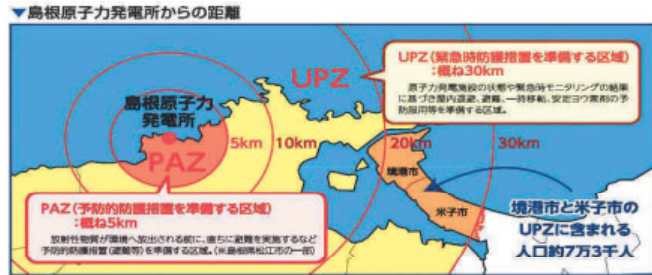 ▼島根原子力発電所からの距離
UPZ
UPZ(緊急時防護措置を準備する区域)
:概ね30km
原子力発電施設の状態や緊急時モニタリングの結果
に基づき屋内退避、避難、一時移転、安定ヨウ素剤の予
防服用等を準備する区域。
島根原子力
発電所
PAZ
5km
10km
20km
30km
境港市
米子市
PAZ(予防的防護措置を準備する区域)
:概ね5km
放射性物質が環境へ放出される前に、直ちに避難を実施するなど
予防的防護措置(避難等)を準備する区域。(※島根県松江市の一部)
境港市と米子市の
UPZに含まれる
人口約7万3千人